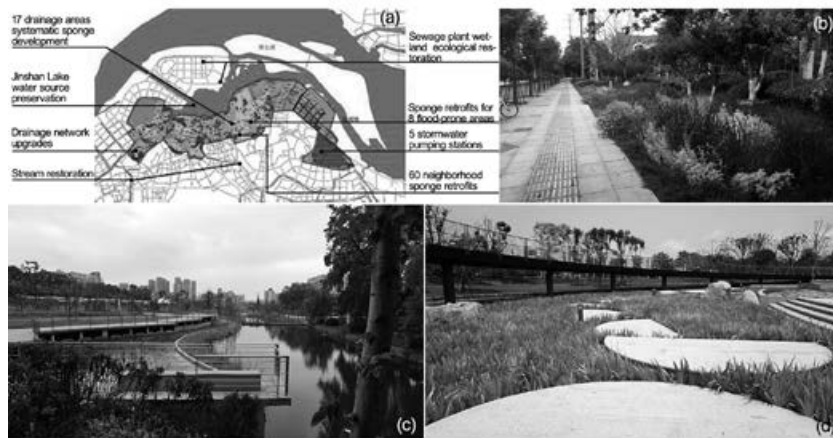 (a)
17 drainage areas
systematic sponge
development
Jinshan Lake
water source
preservation
Drainage network
upgrades
Stream restoration
Sewage plant wet-
land ecological res-
toration
Sponge retrofits for
8 flood-prone areas
5 stormwater
pumping stations
60 neighborhood
sponge retrofits
(b)
(c)
(d)